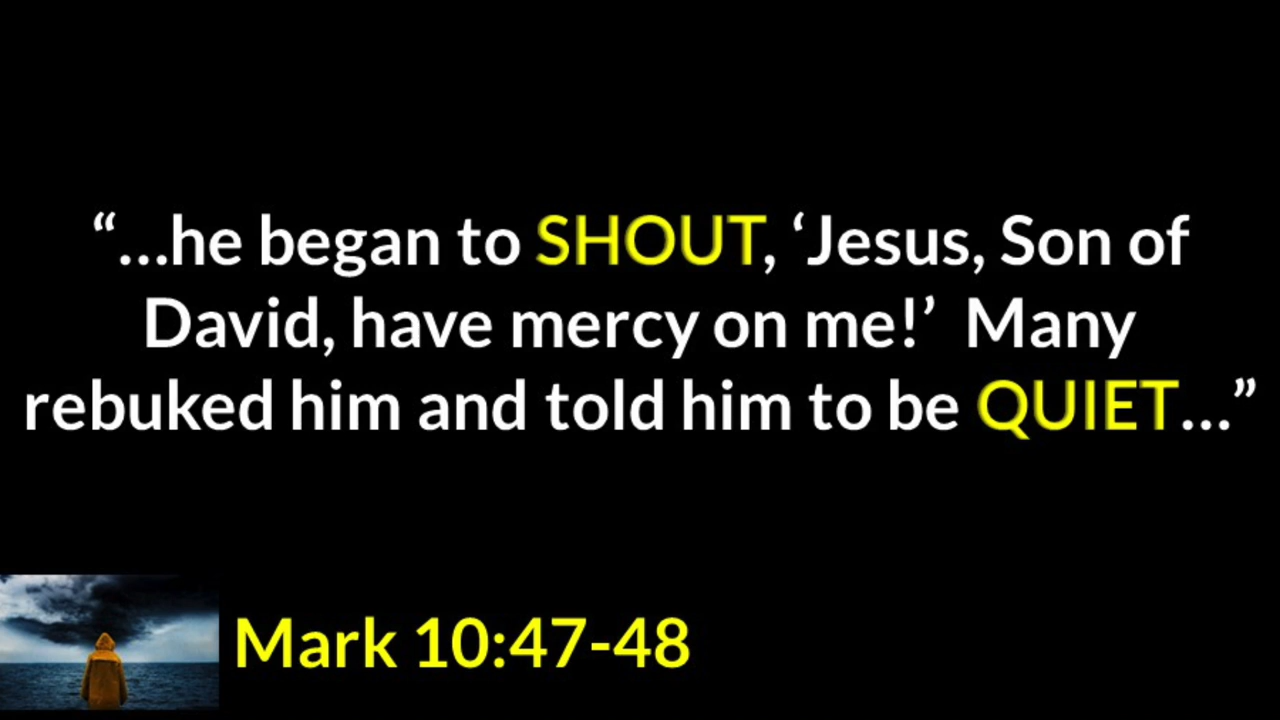 “...he began to SHOUT, ‘Jesus, Son of
David, have mercy on me!’  Many
rebuked him and told him to be QUIET...”
Mark 10:47-48